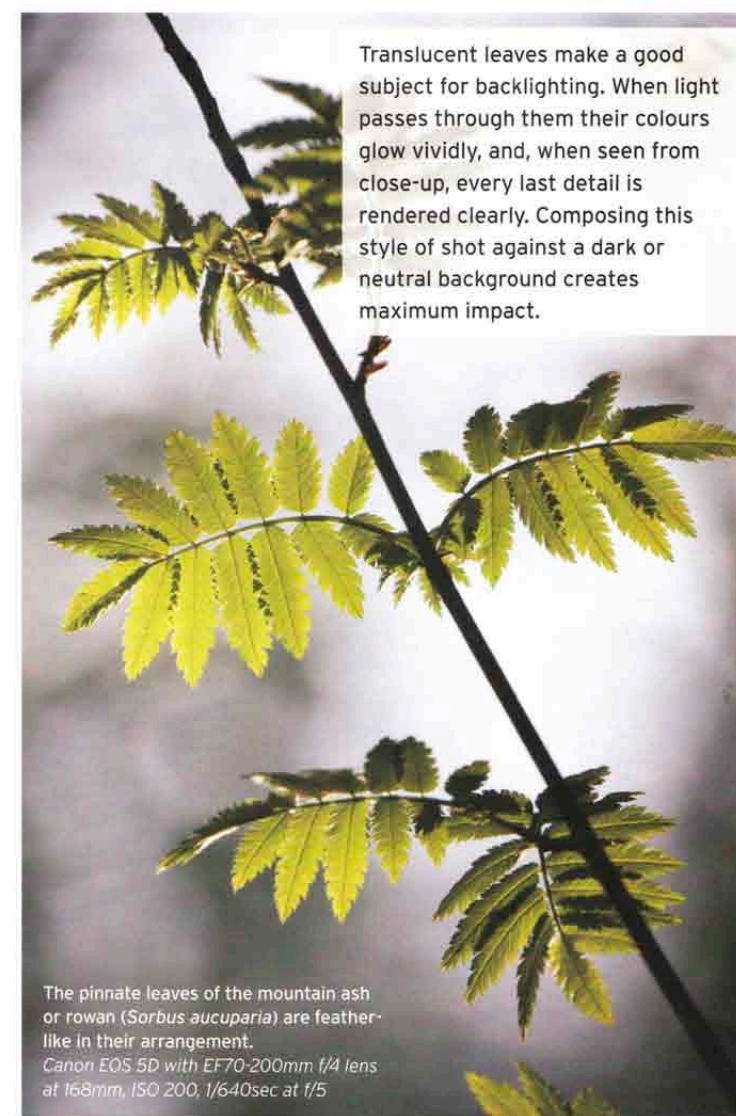 Translucent leaves make a good
subject for backlighting. When light
passes through them their colours
glow vividly, and, when seen from
close-up, every last detail is
rendered clearly. Composing this
style of shot against a dark or
neutral background creates
maximum impact.
The pinnate leaves of the mountain ash
or rowan (Sorbus aucuparia) are feather-
like in their arrangement.
Canon EOS 5D with EF70-200mm f/4 lens
at 168mm, ISO 200, 1/640sec at f/5